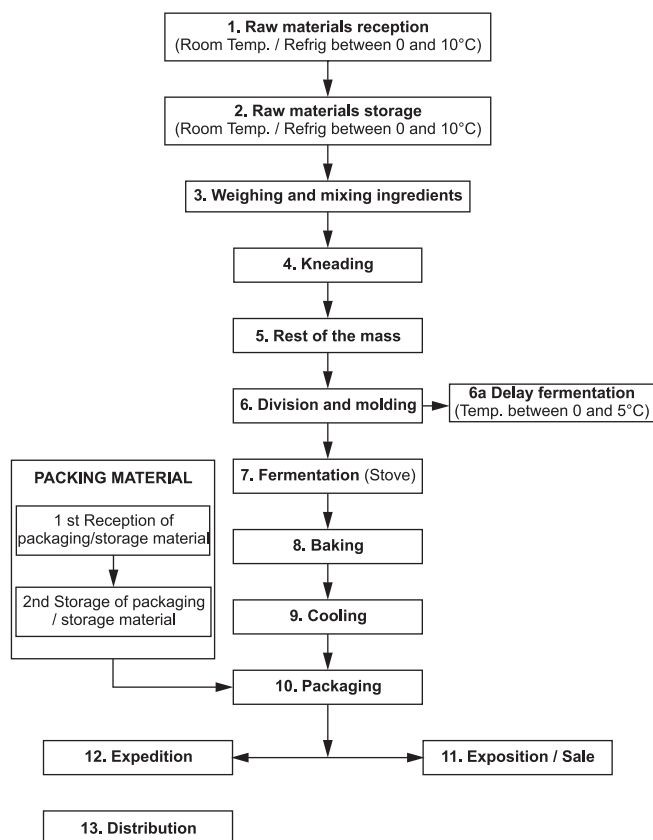 1. Raw materials reception
(Room Temp. / Refrig between 0 and 10°C)
2. Raw materials storage
(Room Temp. / Refrig between 0 and 10°C)
3. Weighing and mixing ingredients
4. Kneading
5. Rest of the mass
6. Division and molding
6a Delay fermentation
(Temp. between 0 and 5°C)
7. Fermentation (Stove)
PACKING MATERIAL
1 st Reception of
packaging/storage material
2nd Storage of packaging
/ storage material
8. Baking
9. Cooling
10. Packaging
12. Expedition
11. Exposition / Sale
13. Distribution